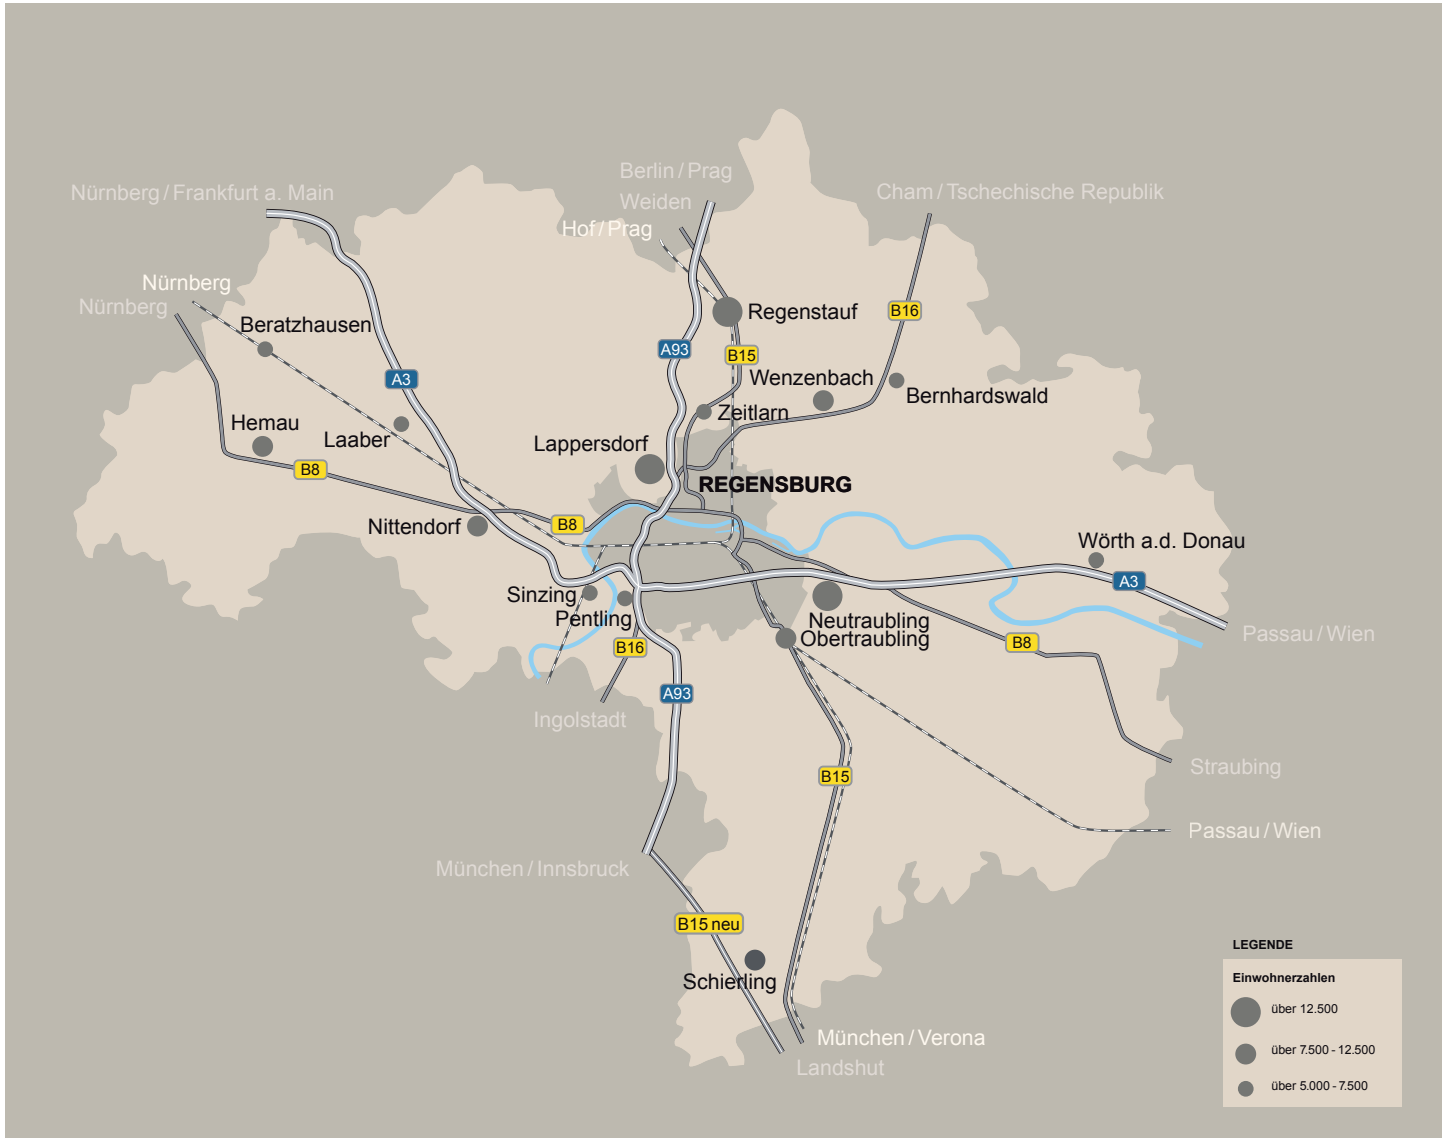 Berlin / Prag
Weiden
Nürnberg / Frankfurt a. Main
Cham / Tschechische Republik
Hof / Prag
Nürnberg
Nürnberg
Beratzhausen
Regenstauf
B16
A93
B15
A3
Wenzenbach
Bernhardswald
Zeitlarn
Hemau
Laaber
Lappersdorf
B8
REGENSBURG
Nittendorf
B8
Wörth a.d. Donau
A3
Sinzing
Pentling
Neutraubling
Obertraubling
Passau / Wien
B16
B8
A93
Ingolstadt
Straubing
B15
Passau / Wien
München / Innsbruck
B15 neu
Schierling
München / Verona
Landshut
LEGENDE
Einwohnerzahlen
über 12.500
über 7.500 - 12.500
über 5.000 - 7.500